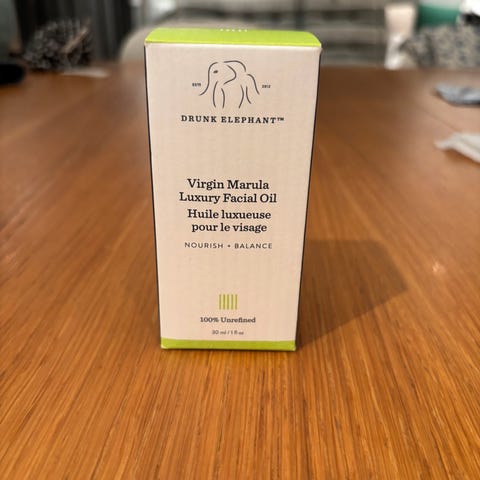 ESTD 2012
DRUNK ELEPHANT™
Virgin Marula
Luxury Facial Oil
Huile luxueuse
pour le visage
NOURISH + BALANCE
100% Unrefined
30 ml / 1 fl oz